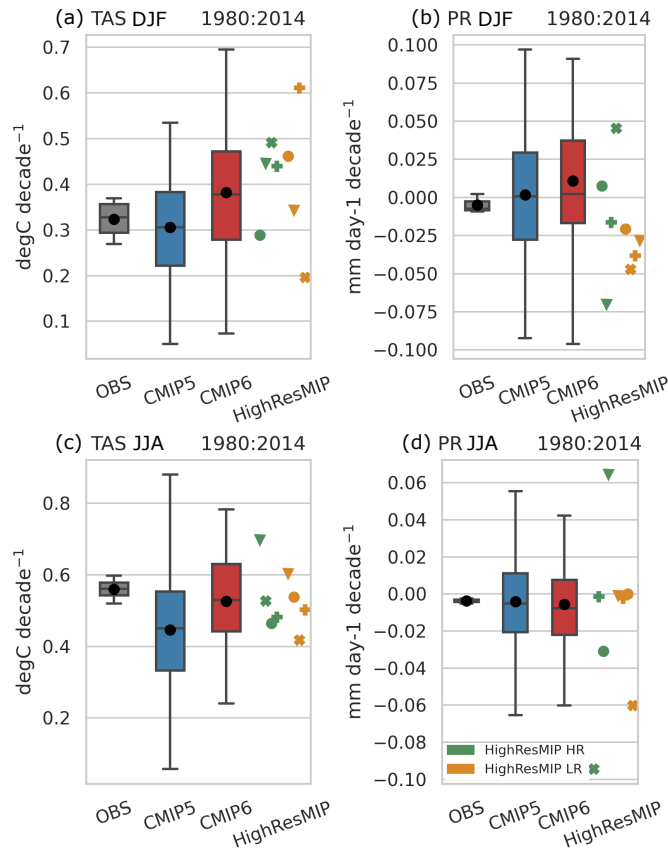 (a) TAS DJF 1980:2014
degC decade⁻¹
0.7
0.6
0.5
0.4
0.3
0.2
0.1
OBS
CMIP5
CMIP6
HighResMIP
(b) PR DJF 1980:2014
mm day-1 decade⁻¹
0.100
0.075
0.050
0.025
0.000
−0.025
−0.050
−0.075
−0.100
OBS
CMIP5
CMIP6
HighResMIP
(c) TAS JJA 1980:2014
degC decade⁻¹
0.8
0.6
0.4
0.2
OBS
CMIP5
CMIP6
HighResMIP
(d) PR JJA 1980:2014
mm day-1 decade⁻¹
0.06
0.04
0.02
0.00
−0.02
−0.04
−0.06
−0.08
−0.10
HighResMIP HR
HighResMIP LR
OBS
CMIP5
CMIP6
HighResMIP